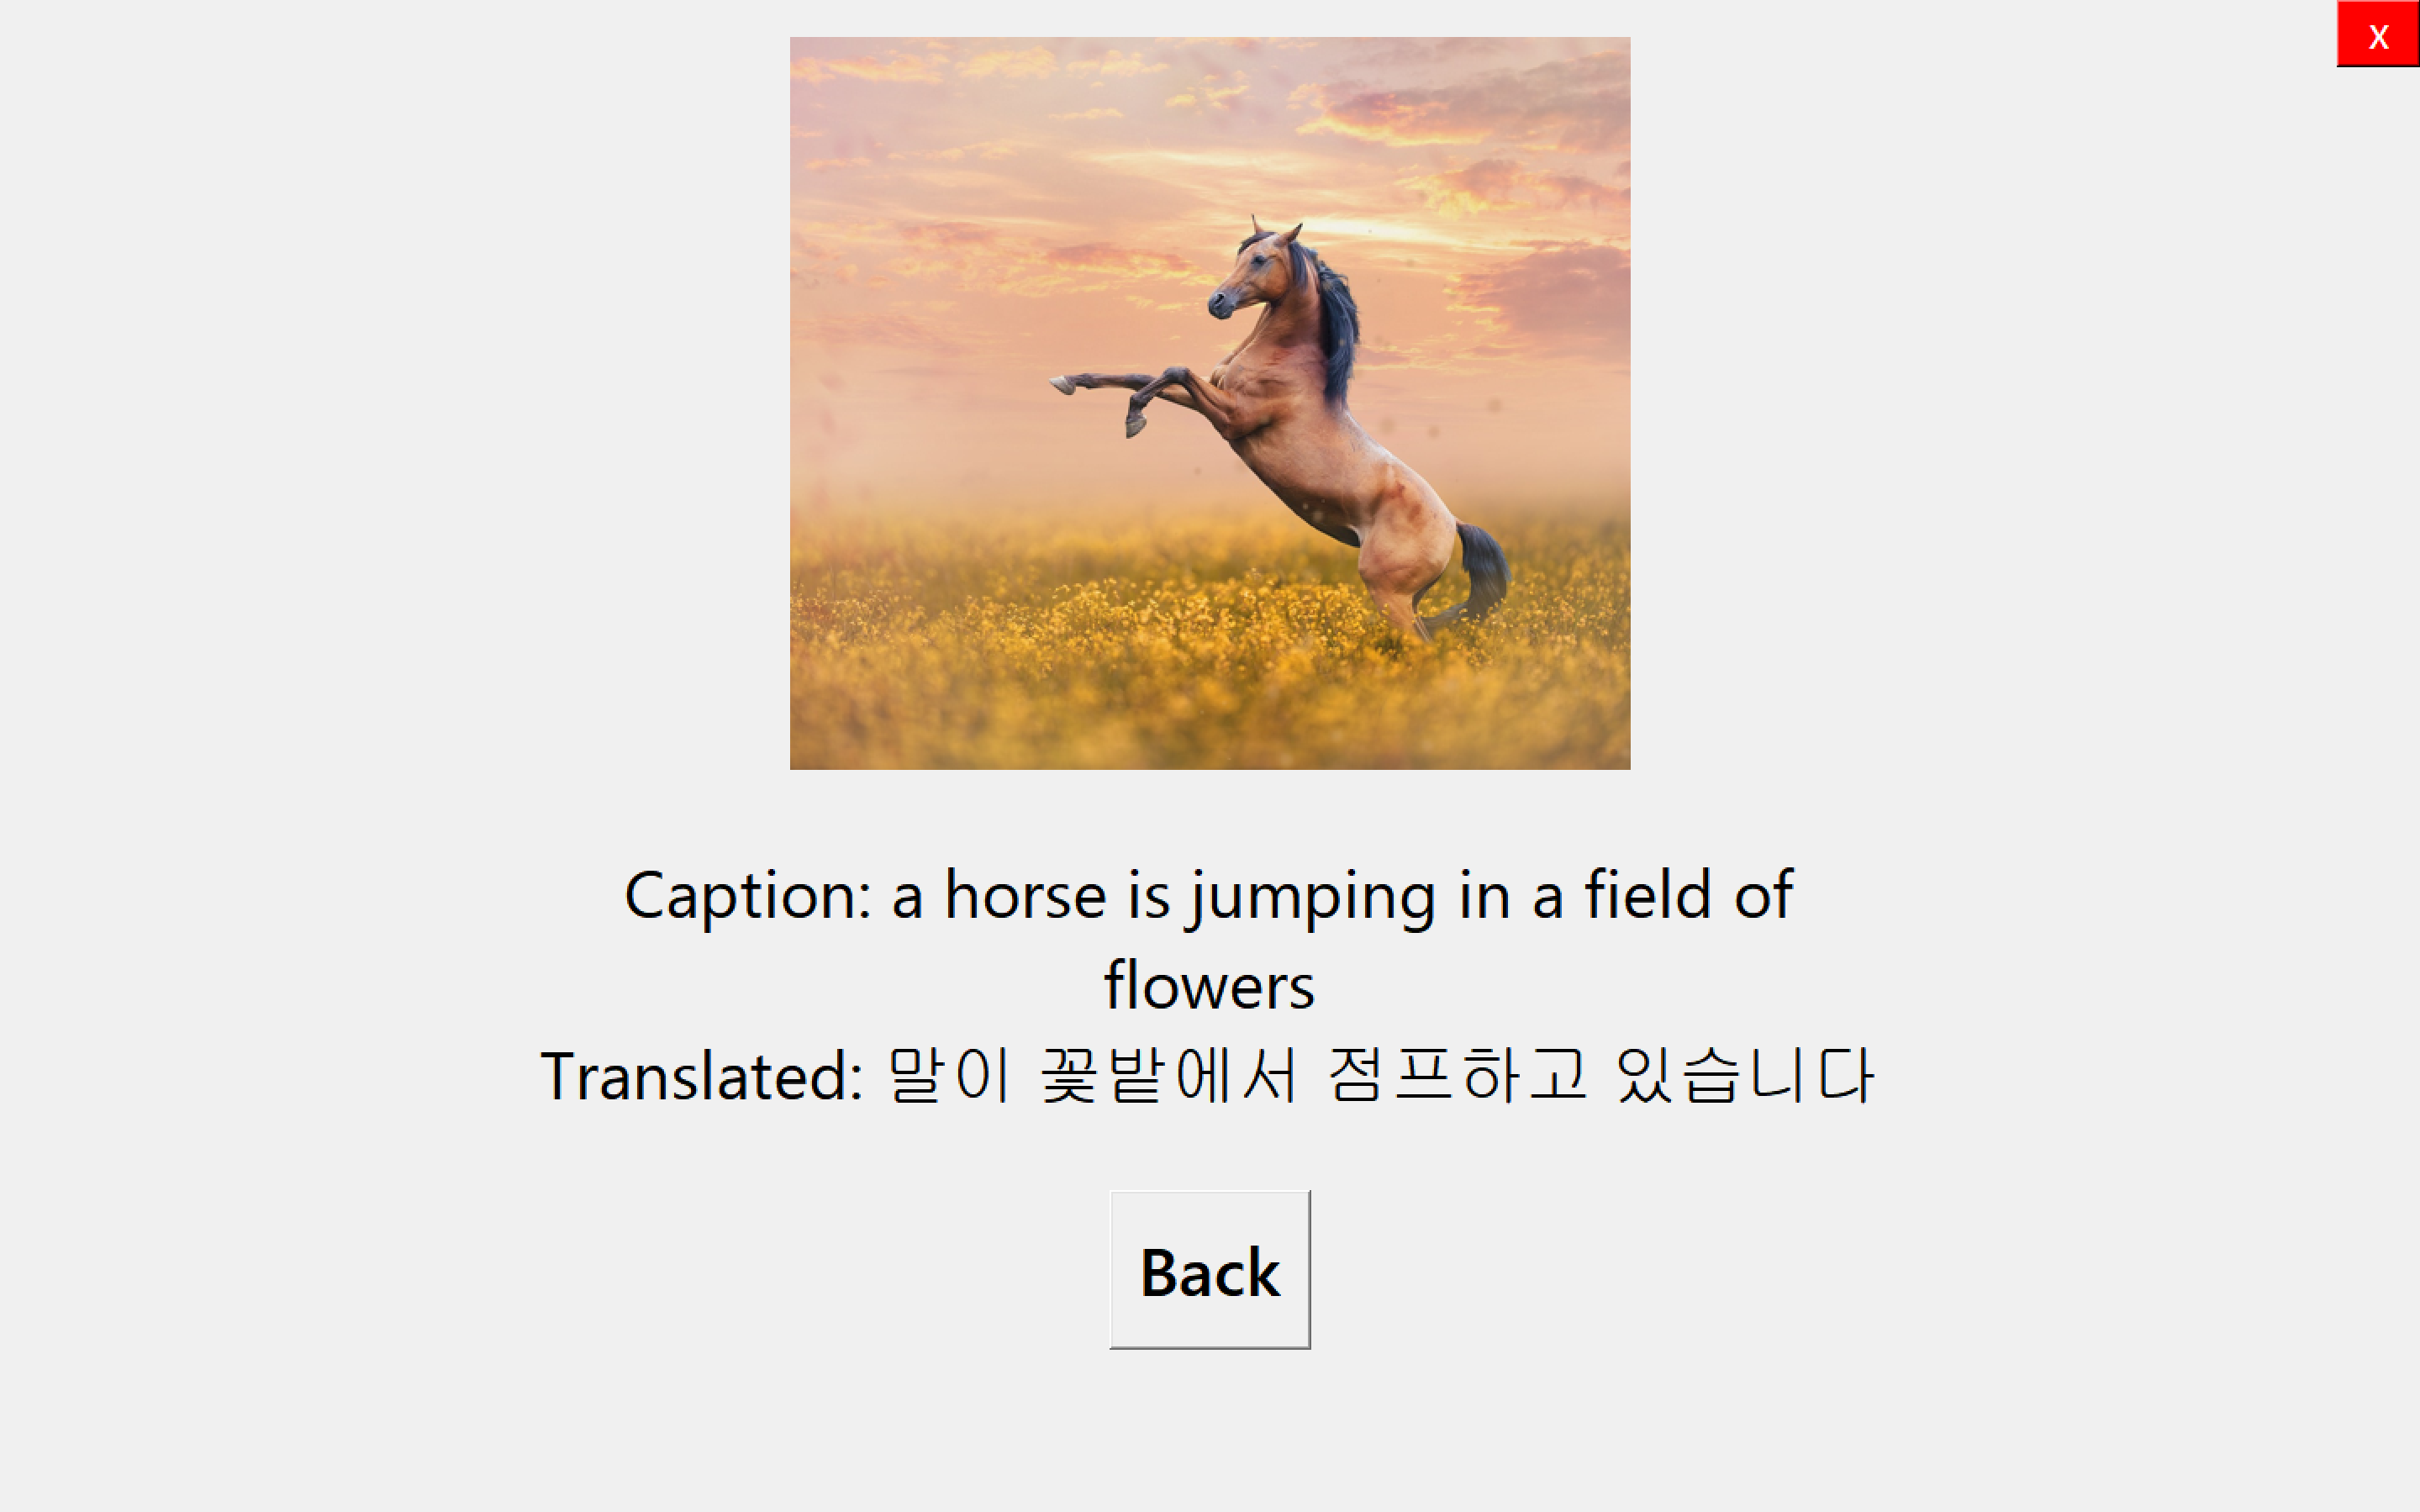 x
Caption: a horse is jumping in a field of
flowers
Translated: 말이 꽃밭에서 점프하고 있습니다
Back